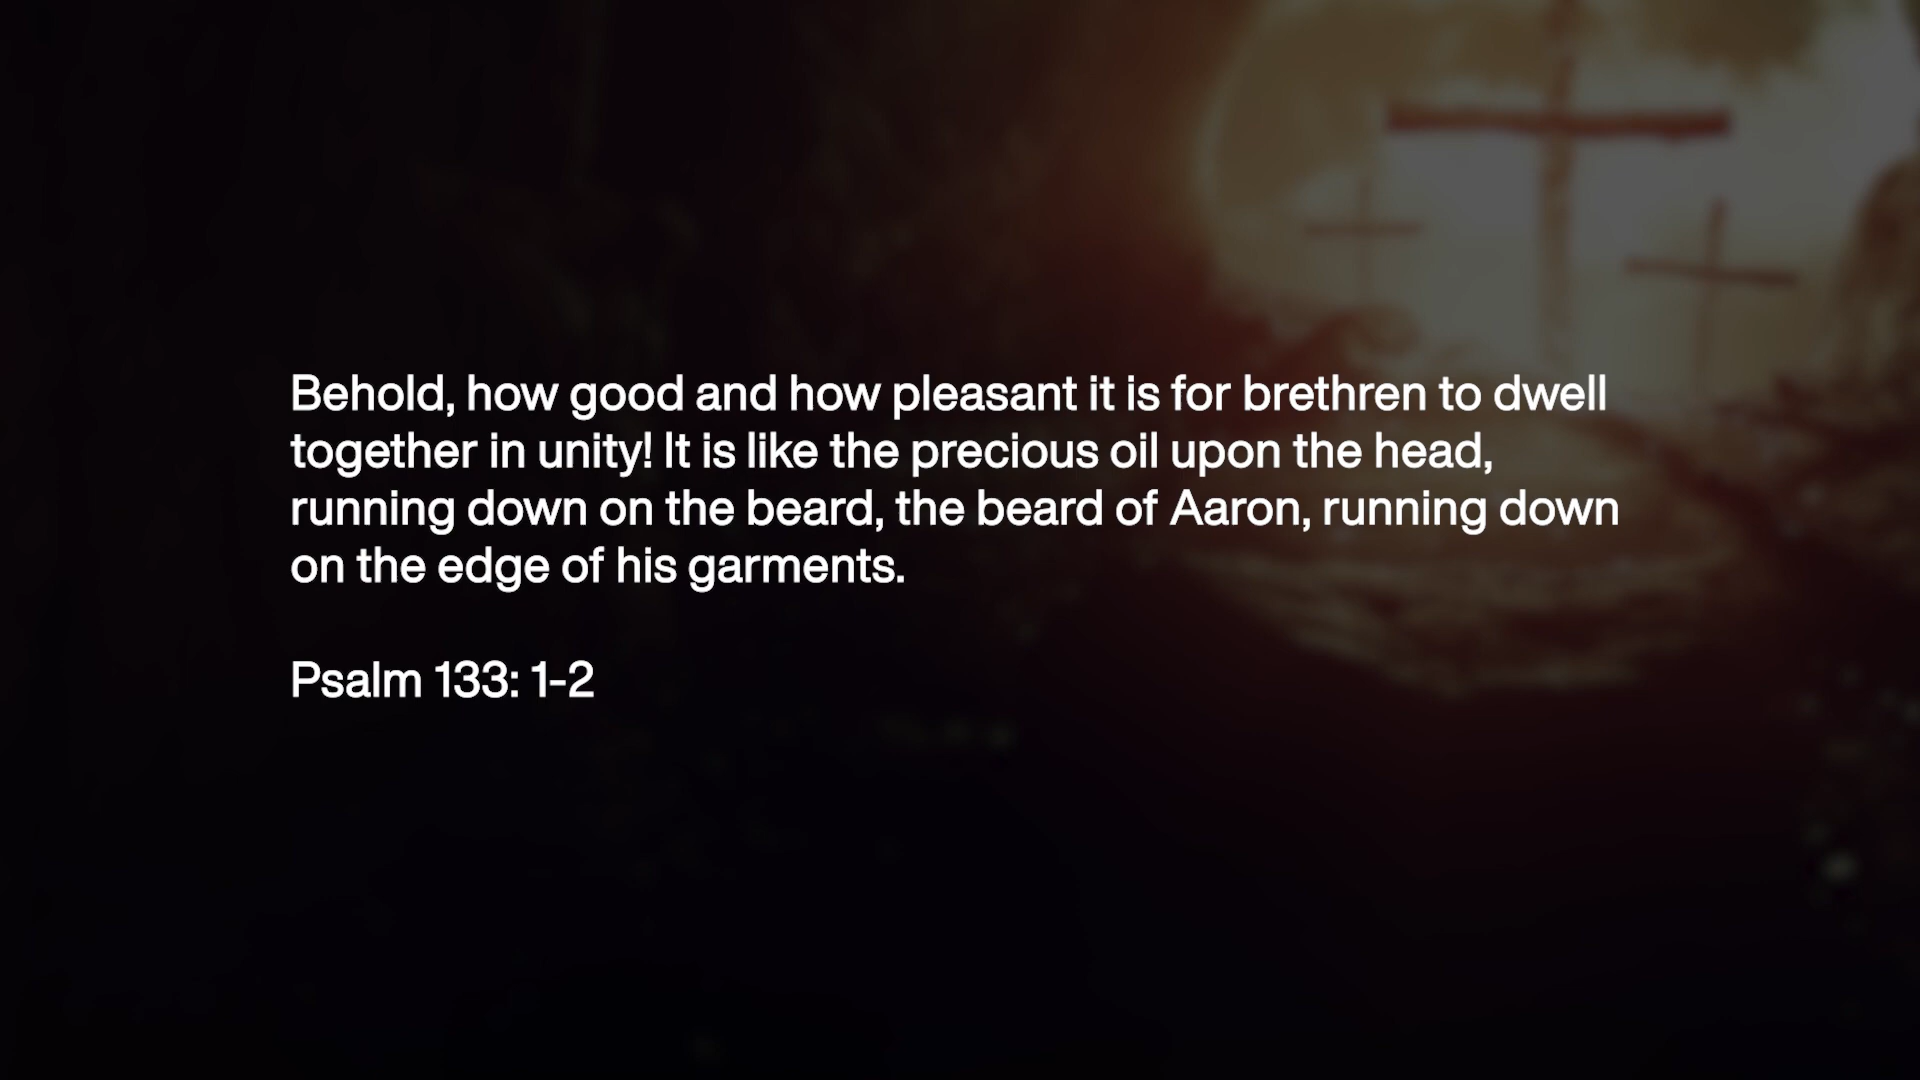 Behold, how good and how pleasant it is for brethren to dwell
together in unity! It is like the precious oil upon the head,
running down on the beard, the beard of Aaron, running down
on the edge of his garments.
Psalm 133: 1-2